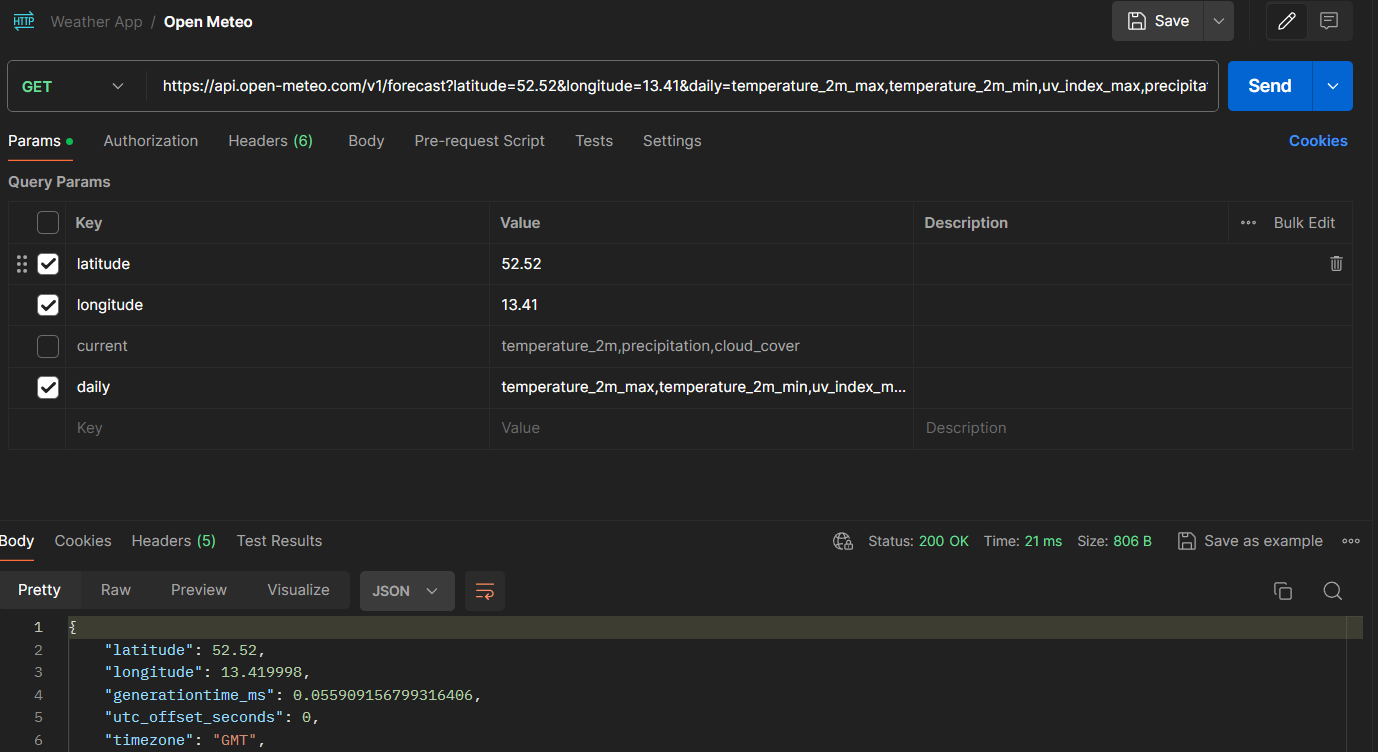 HTTP Weather App / Open Meteo Save
GET https://api.open-meteo.com/v1/forecast?latitude=52.52&longitude=13.41&daily=temperature_2m_max,temperature_2m_min,uv_index_max,precipitat Send
Params Authorization Headers (6) Body Pre-request Script Tests Settings Cookies
Query Params
Key Value Description Bulk Edit
latitude 52.52
longitude 13.41
current temperature_2m,precipitation,cloud_cover
daily temperature_2m_max,temperature_2m_min,uv_index_m...
Key Value Description
Body Cookies Headers (5) Test Results Status: 200 OK Time: 21 ms Size: 806 B Save as example
Pretty Raw Preview Visualize JSON
1 {
2 "latitude": 52.52,
3 "longitude": 13.419998,
4 "generationtime_ms": 0.055909156799316406,
5 "utc_offset_seconds": 0,
6 "timezone": "GMT",